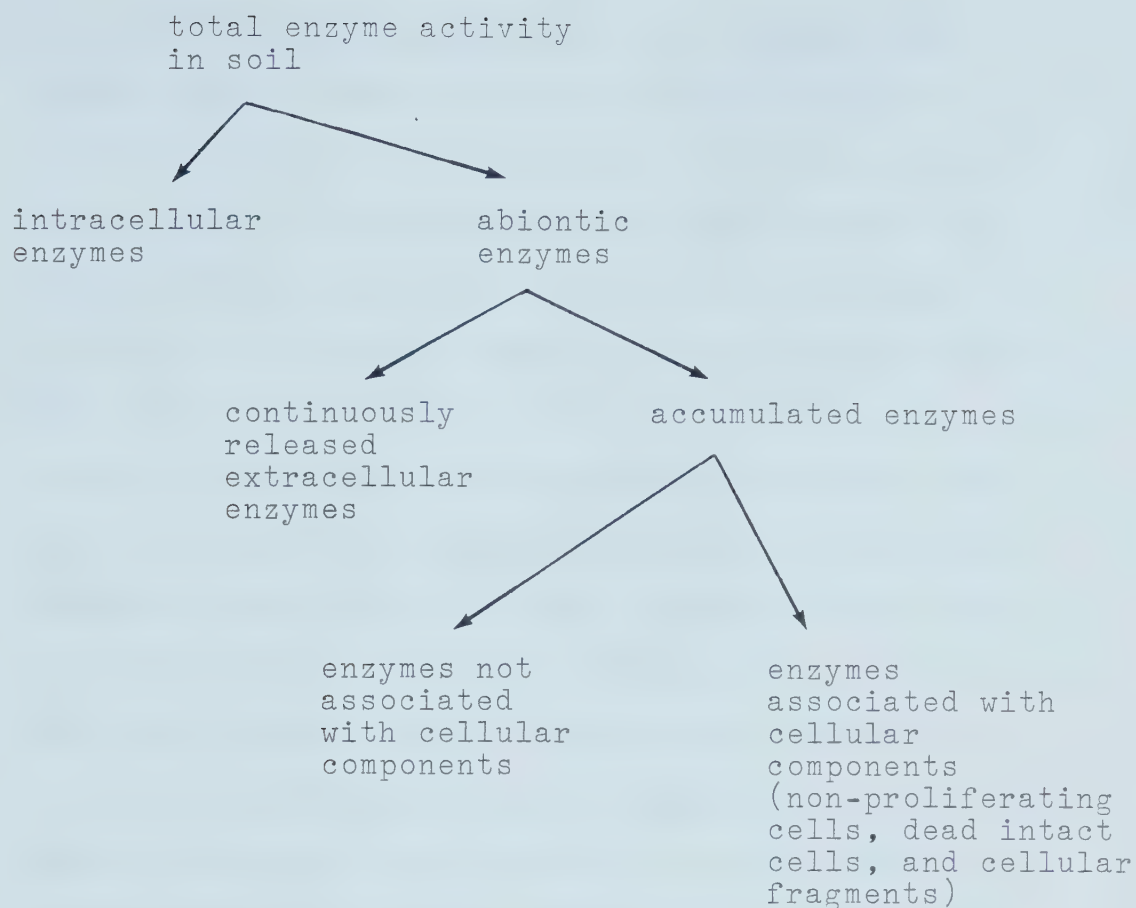 total enzyme activity
in soil
intracellular
enzymes
abiontic
enzymes
continuously
released
extracellular
enzymes
accumulated enzymes
enzymes not
associated
with cellular
components
enzymes
associated with
cellular
components
(non-proliferating
cells, dead intact
cells, and cellular
fragments)